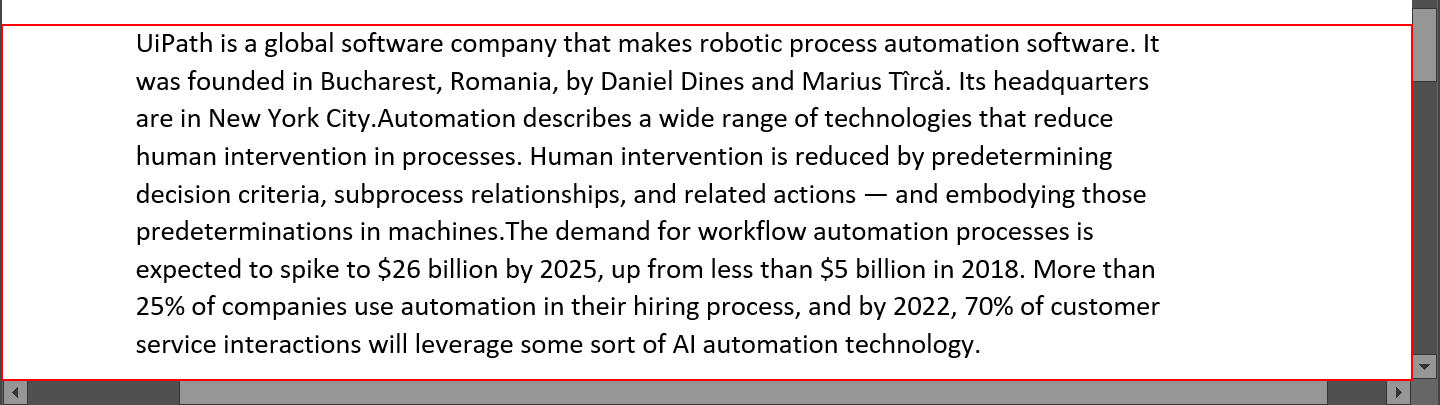 UiPath is a global software company that makes robotic process automation software. It
was founded in Bucharest, Romania, by Daniel Dines and Marius Tîrcă. Its headquarters
are in New York City.Automation describes a wide range of technologies that reduce
human intervention in processes. Human intervention is reduced by predetermining
decision criteria, subprocess relationships, and related actions — and embodying those
predeterminations in machines.The demand for workflow automation processes is
expected to spike to $26 billion by 2025, up from less than $5 billion in 2018. More than
25% of companies use automation in their hiring process, and by 2022, 70% of customer
service interactions will leverage some sort of AI automation technology.